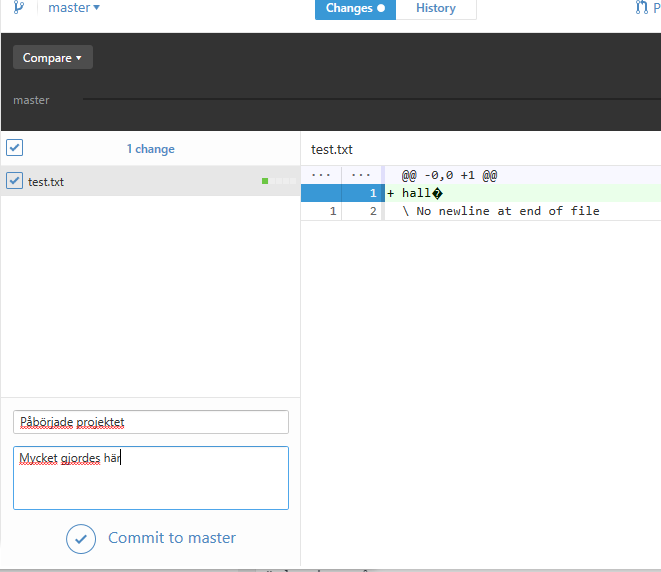 master
Changes
History
P
Compare
master
1 change
test.txt
test.txt
... ... @@ -0,0 +1 @@
1 + hall�
1 2 \ No newline at end of file
Påbörjade projektet
Mycket gjordes här
Commit to master